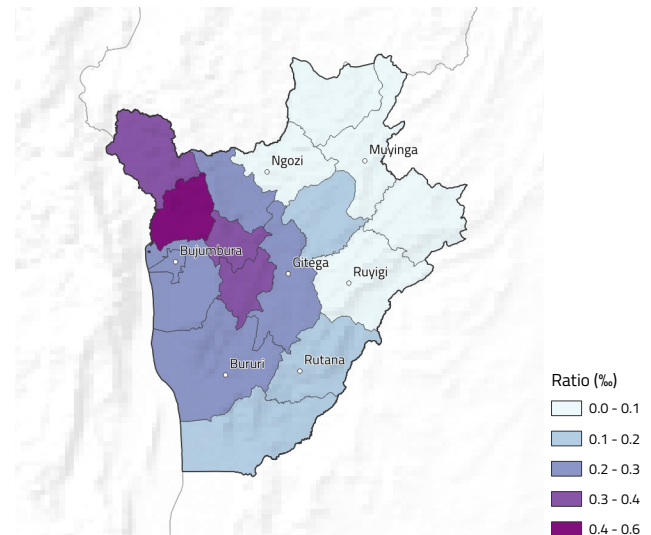 Ngozi
Muyinga
Bujumbura
Gitega
Ruyigi
Bururi
Rutana
Ratio (‰)
0.0 - 0.1
0.1 - 0.2
0.2 - 0.3
0.3 - 0.4
0.4 - 0.6